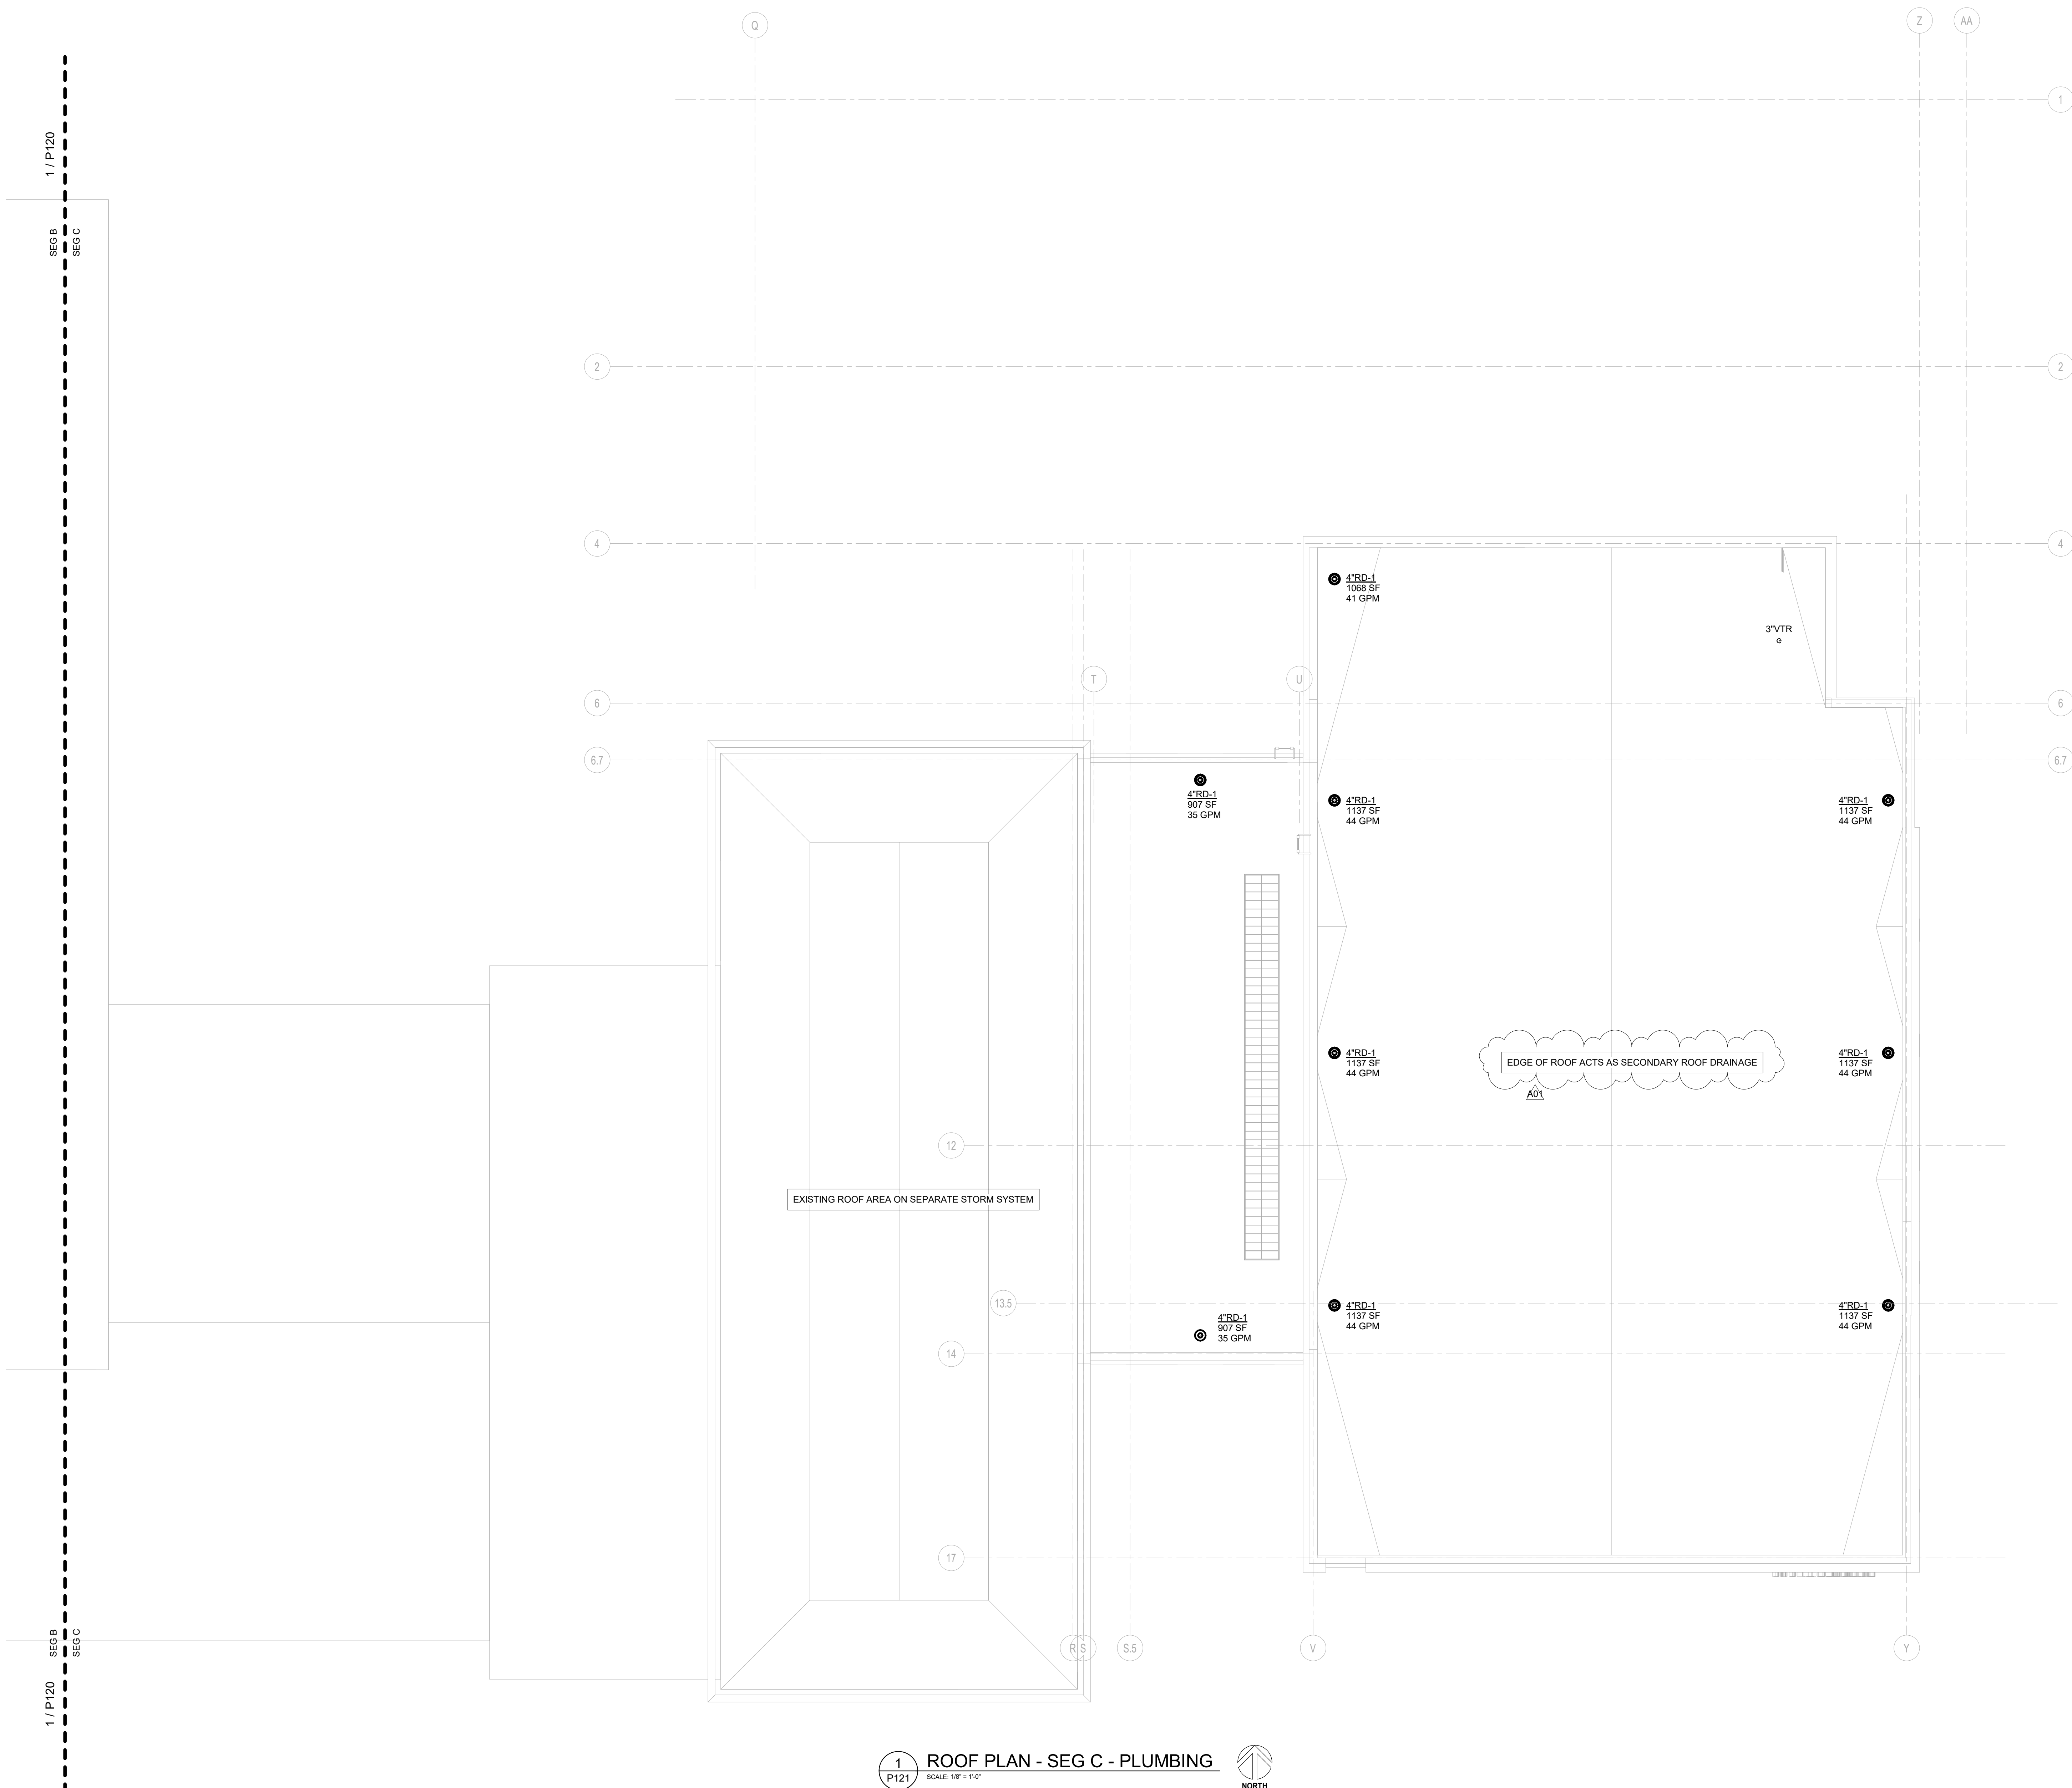 Q
Z
AA
1
1 / P120
SEG B
SEG C
2
2
4
4
4"RD-1
1068 SF
41 GPM
3"VTR
T
U
6
6
6.7
6.7
4"RD-1
907 SF
35 GPM
4"RD-1
1137 SF
44 GPM
4"RD-1
1137 SF
44 GPM
4"RD-1
1137 SF
44 GPM
EDGE OF ROOF ACTS AS SECONDARY ROOF DRAINAGE
A01
4"RD-1
1137 SF
44 GPM
12
EXISTING ROOF AREA ON SEPARATE STORM SYSTEM
13.5
4"RD-1
907 SF
35 GPM
4"RD-1
1137 SF
44 GPM
4"RD-1
1137 SF
44 GPM
14
17
SEG B
SEG C
R
S
S.5
V
Y
1 / P120
1
P121
ROOF PLAN - SEG C - PLUMBING
SCALE: 1/8" = 1'-0"
NORTH